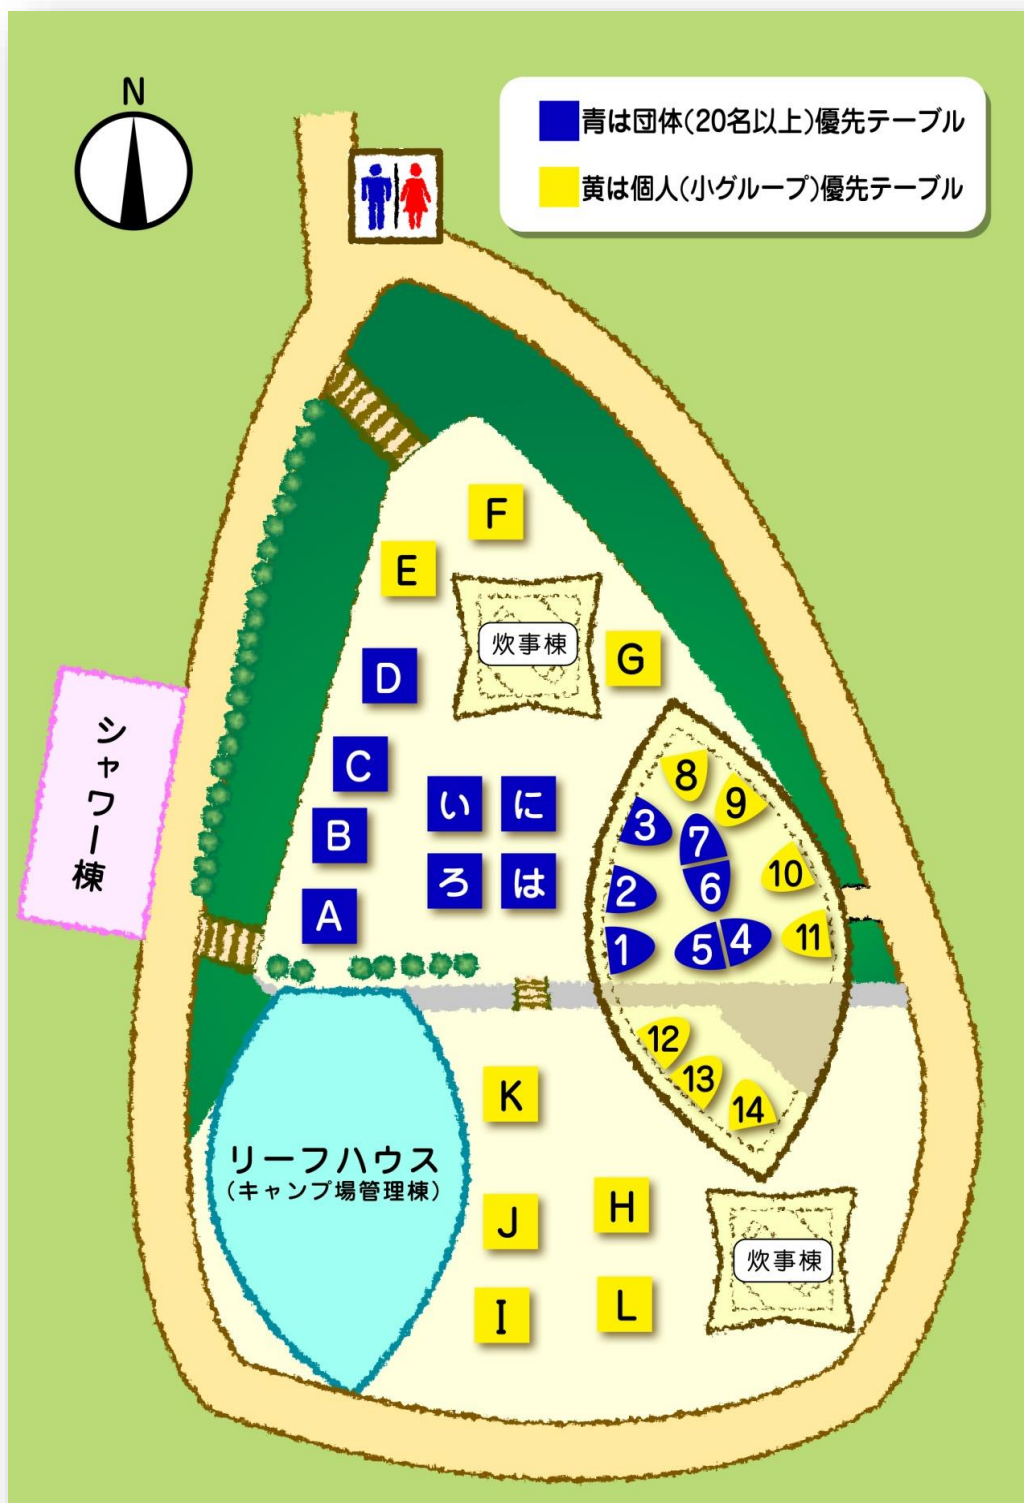 N
青は団体(20名以上)優先テーブル
黄は個人(小グループ)優先テーブル
F
E
炊事棟
G
D
シャワー棟
C
い
に
B
ろ
は
A
8
9
3
7
10
2
6
11
1
5
4
12
13
14
K
リーフハウス
(キャンプ場管理棟)
J
H
炊事棟
I
L